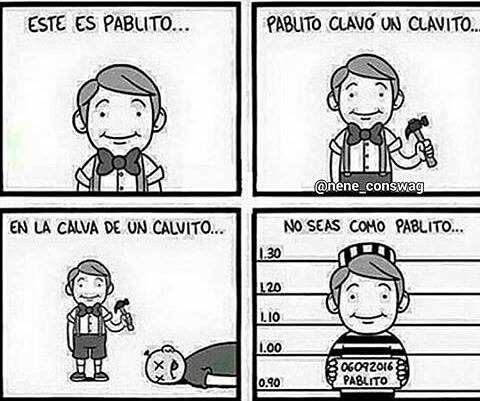 ESTE ES PABLITO...
PABLITO CLAVÓ UN CLAVITO...
@nene_conswag
EN LA CALVA DE UN CALVITO...
NO SEAS COMO PABLITO...
1.30
1.20
1.10
1.00
0.90
06092016
PABLITO